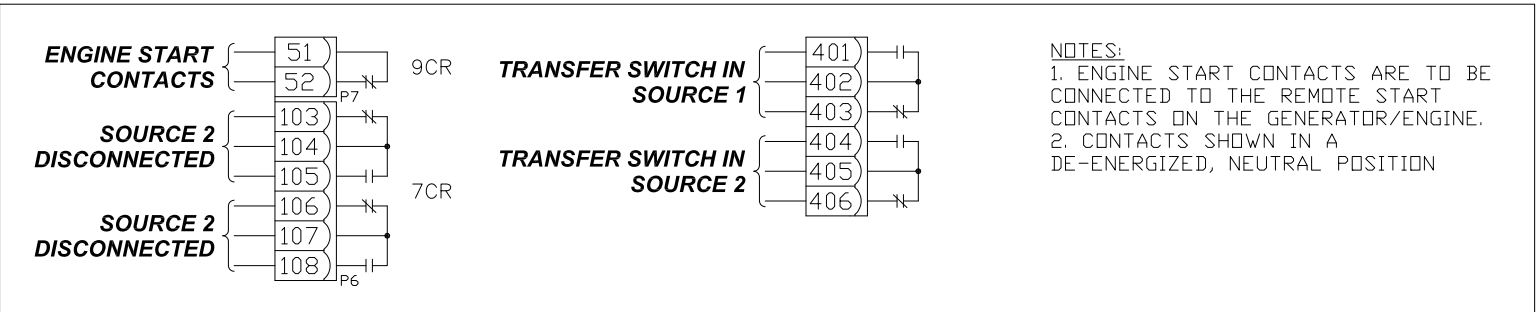 ENGINE START
CONTACTS
51
52
P7
9CR
SOURCE 2
DISCONNECTED
103
104
105
7CR
SOURCE 2
DISCONNECTED
106
107
108
P6
TRANSFER SWITCH IN
SOURCE 1
401
402
403
TRANSFER SWITCH IN
SOURCE 2
404
405
406
NOTES:
1. ENGINE START CONTACTS ARE TO BE
CONNECTED TO THE REMOTE START
CONTACTS ON THE GENERATOR/ENGINE.
2. CONTACTS SHOWN IN A
DE-ENERGIZED, NEUTRAL POSITION